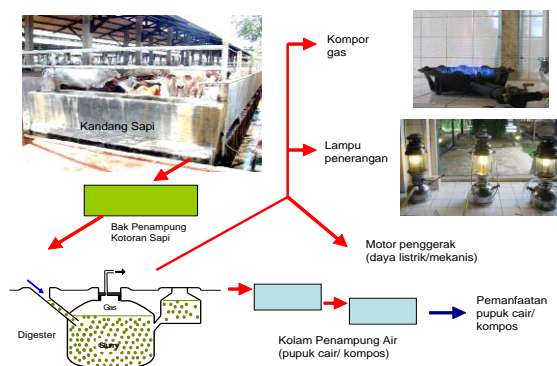 Kompor
gas
Kandang Sapi
Lampu
penerangan
Bak Penampung
Kotoran Sapi
Motor penggerak
(daya listrik/mekanis)
Gas
Slurry
Digester
Kolam Penampung Air
(pupuk cair/ kompos)
Pemanfaatan
pupuk cair/
kompos